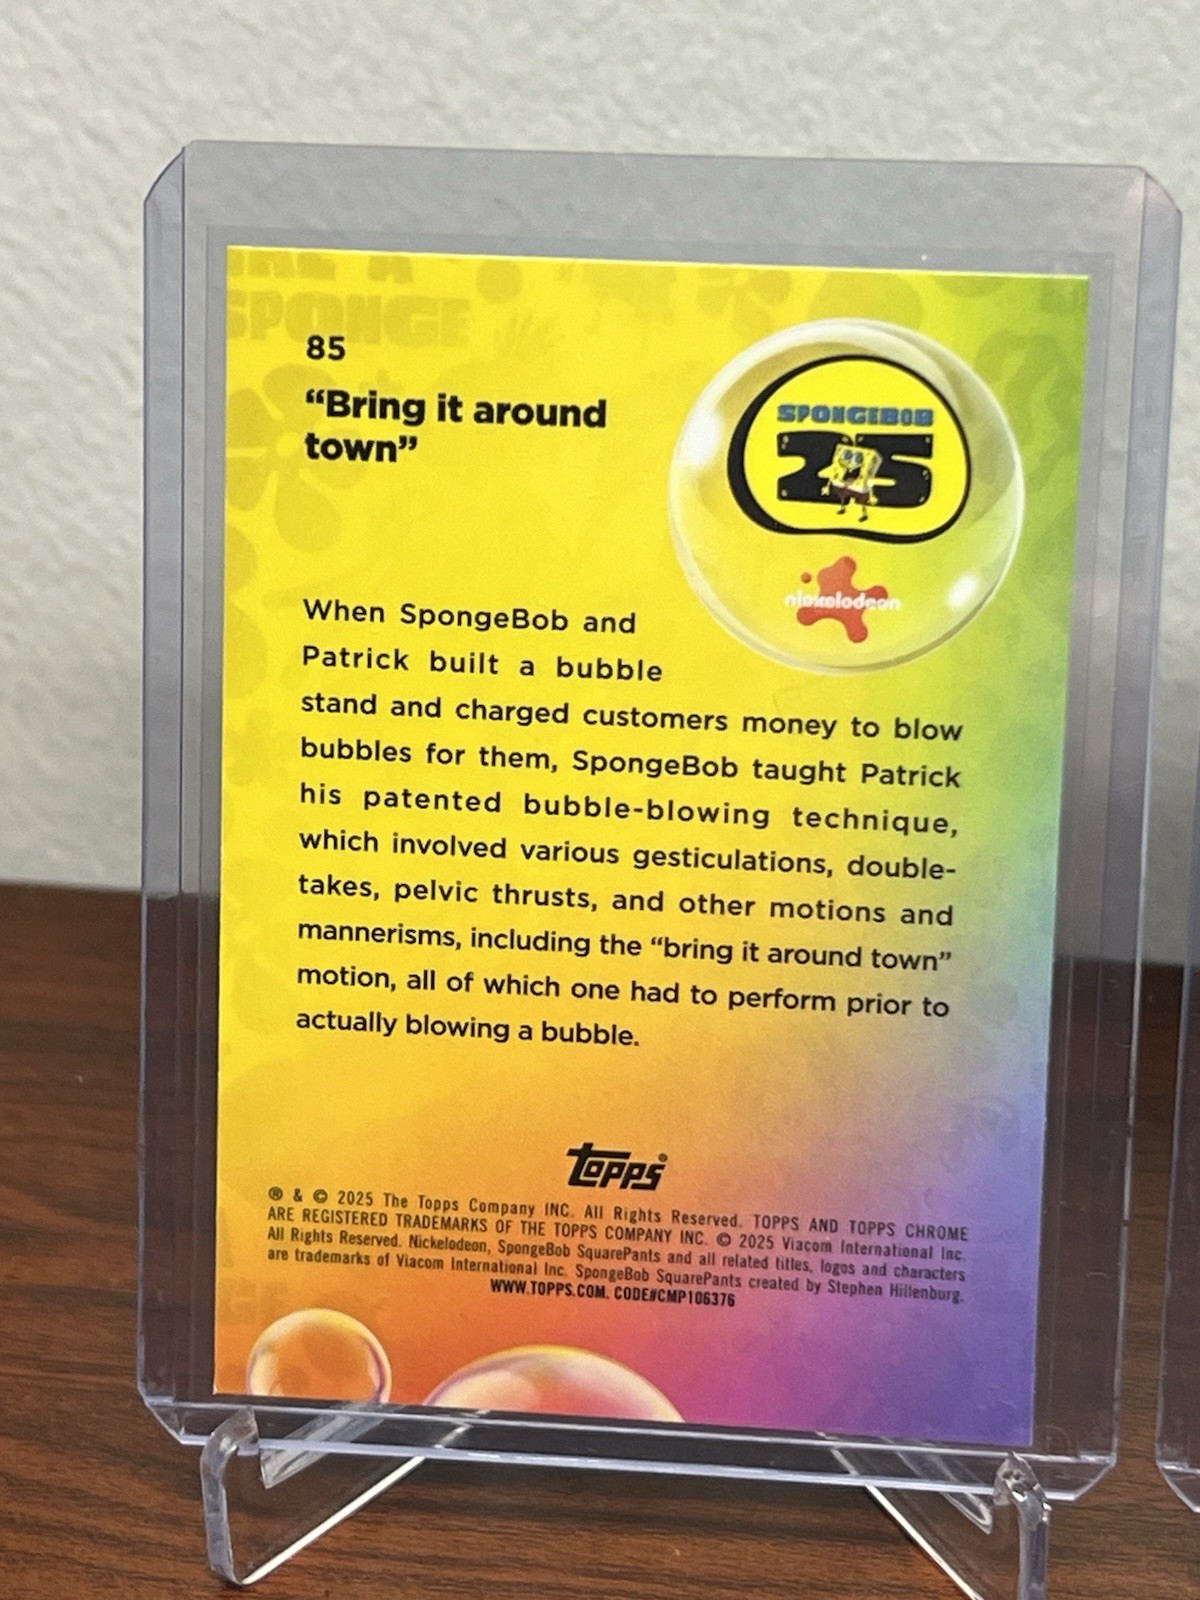 SPONGE
85
“Bring it around
town”
SPONGEBOB
25
nickelodeon
When SpongeBob and
Patrick built a bubble
stand and charged customers money to blow
bubbles for them, SpongeBob taught Patrick
his patented bubble-blowing technique,
which involved various gesticulations, double-
takes, pelvic thrusts, and other motions and
mannerisms, including the “bring it around town”
motion, all of which one had to perform prior to
actually blowing a bubble.
topps®
® & © 2025 The Topps Company INC. All Rights Reserved. TOPPS AND TOPPS CHROME
ARE REGISTERED TRADEMARKS OF THE TOPPS COMPANY INC. © 2025 Viacom International Inc.
All Rights Reserved. Nickelodeon, SpongeBob SquarePants and all related titles, logos and characters
are trademarks of Viacom International Inc. SpongeBob SquarePants created by Stephen Hillenburg.
WWW.TOPPS.COM. CODE#CMP106376